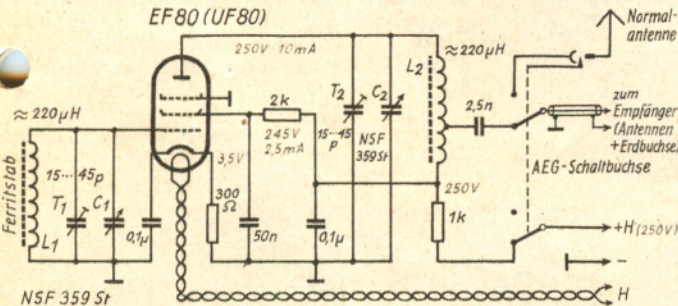 EF80 (UF80)
250V 10mA
Normal-
antenne
≈220µH
L2
T2
C2
2k
2,5n
zum
Empfänger
(Antennen
+Erdbuchse)
≈220µH
245V
2,5mA
15···45
p
NSF
359St
AEG-Schaltbuchse
Ferritstab
15···45p
3,5V
250V
T1
C1
300
Ω
L1
0,1µ
50n
0,1µ
1k
+H (250V)
–
NSF 359 St
H